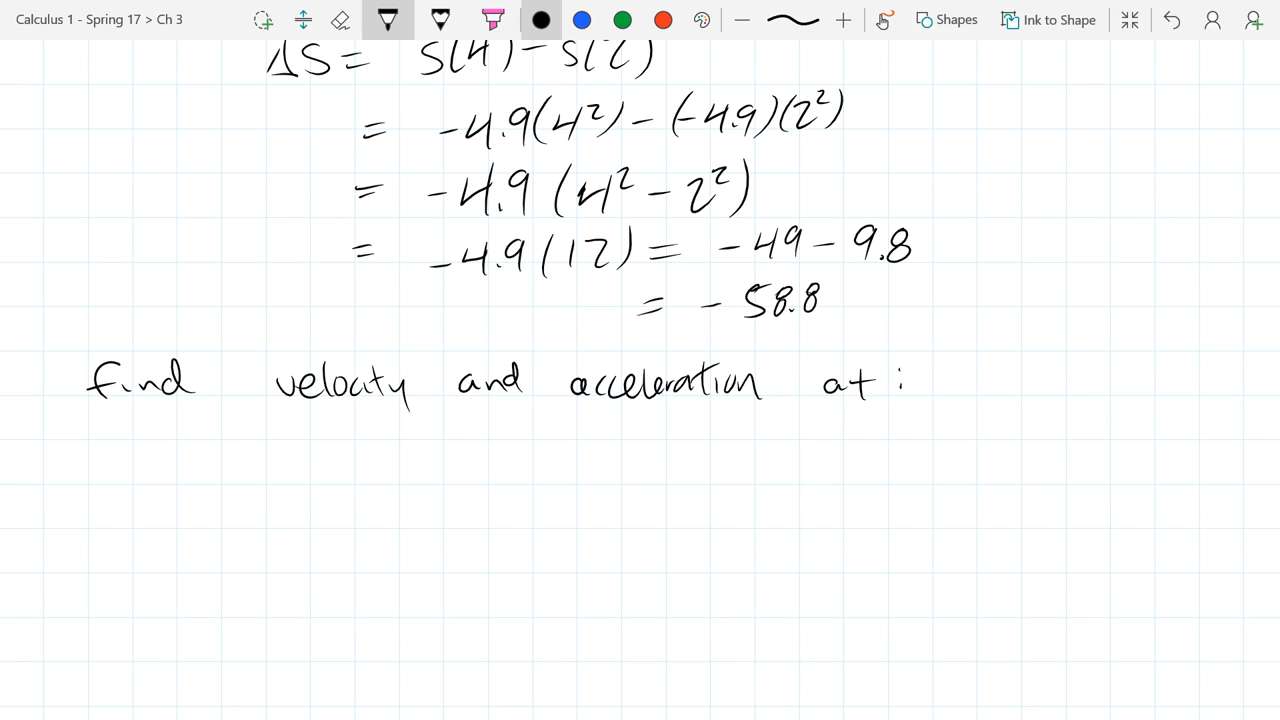 Calculus 1 - Spring 17 > Ch 3
Shapes
Ink to Shape
ΔS = S(4) - S(2)
= -4.9(4²) - (-4.9)(2²)
= -4.9(4² - 2²)
= -4.9(12) = -49 - 9.8
= -58.8
find velocity and acceleration at: